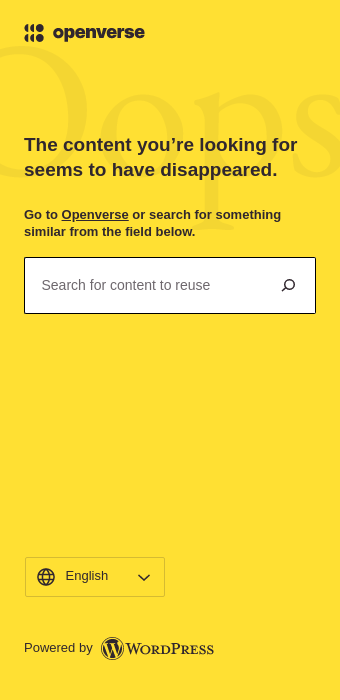 openverse
Oops
The content you’re looking for
seems to have disappeared.
Go to Openverse or search for something
similar from the field below.
Search for content to reuse
English
Powered by WORDPRESS